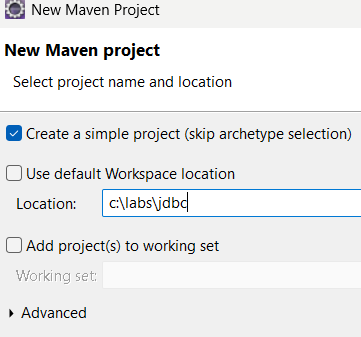 New Maven Project
New Maven project
Select project name and location
Create a simple project (skip archetype selection)
Use default Workspace location
Location: c:\labs\jdbc
Add project(s) to working set
Working set:
Advanced